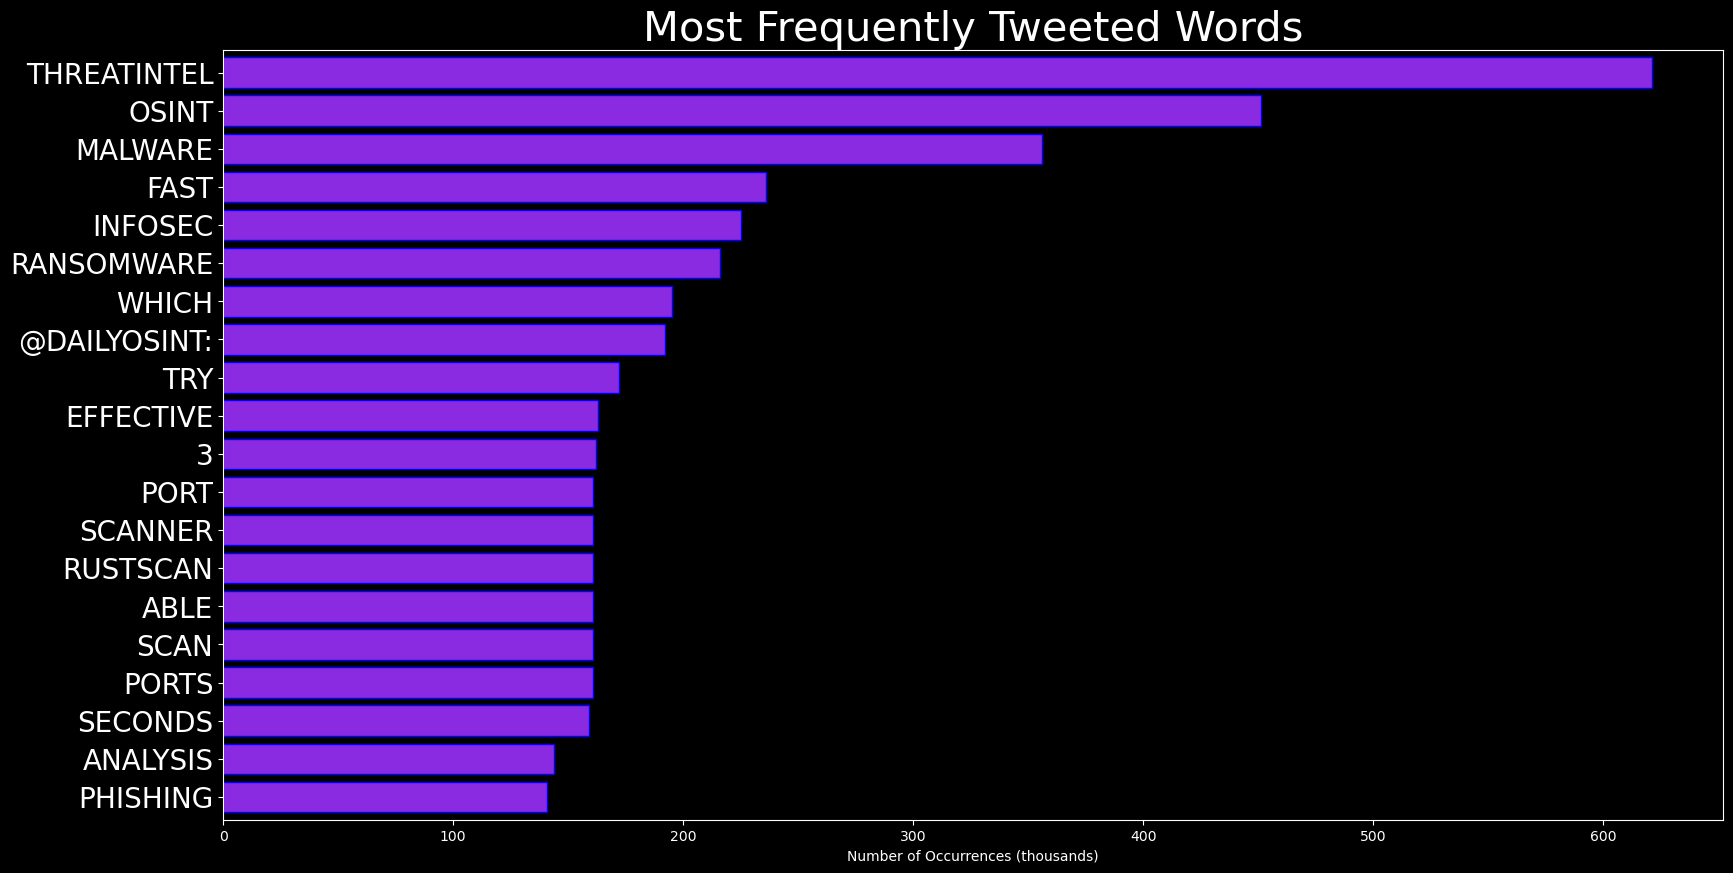 Most Frequently Tweeted Words
THREATINTEL
OSINT
MALWARE
FAST
INFOSEC
RANSOMWARE
WHICH
@DAILYOSINT:
TRY
EFFECTIVE
3
PORT
SCANNER
RUSTSCAN
ABLE
SCAN
PORTS
SECONDS
ANALYSIS
PHISHING
0 100 200 300 400 500 600
Number of Occurrences (thousands)